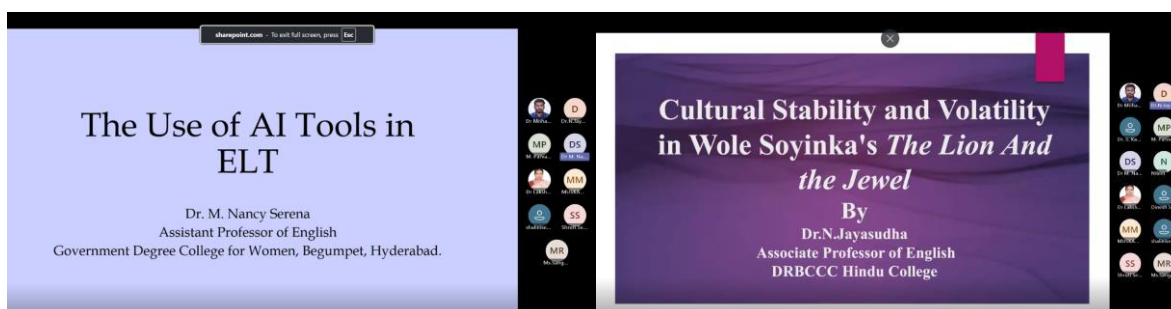 sharepoint.com - To exit full screen, press Esc
The Use of AI Tools in
ELT
Dr. M. Nancy Serena
Assistant Professor of English
Government Degree College for Women, Begumpet, Hyderabad.
D
MP
DS
MM
SS
MR
Cultural Stability and Volatility
in Wole Soyinka's The Lion And
the Jewel
By
Dr.N.Jayasudha
Associate Professor of English
DRBCCC Hindu College
D
MP
DS
N
MM
SS
MR